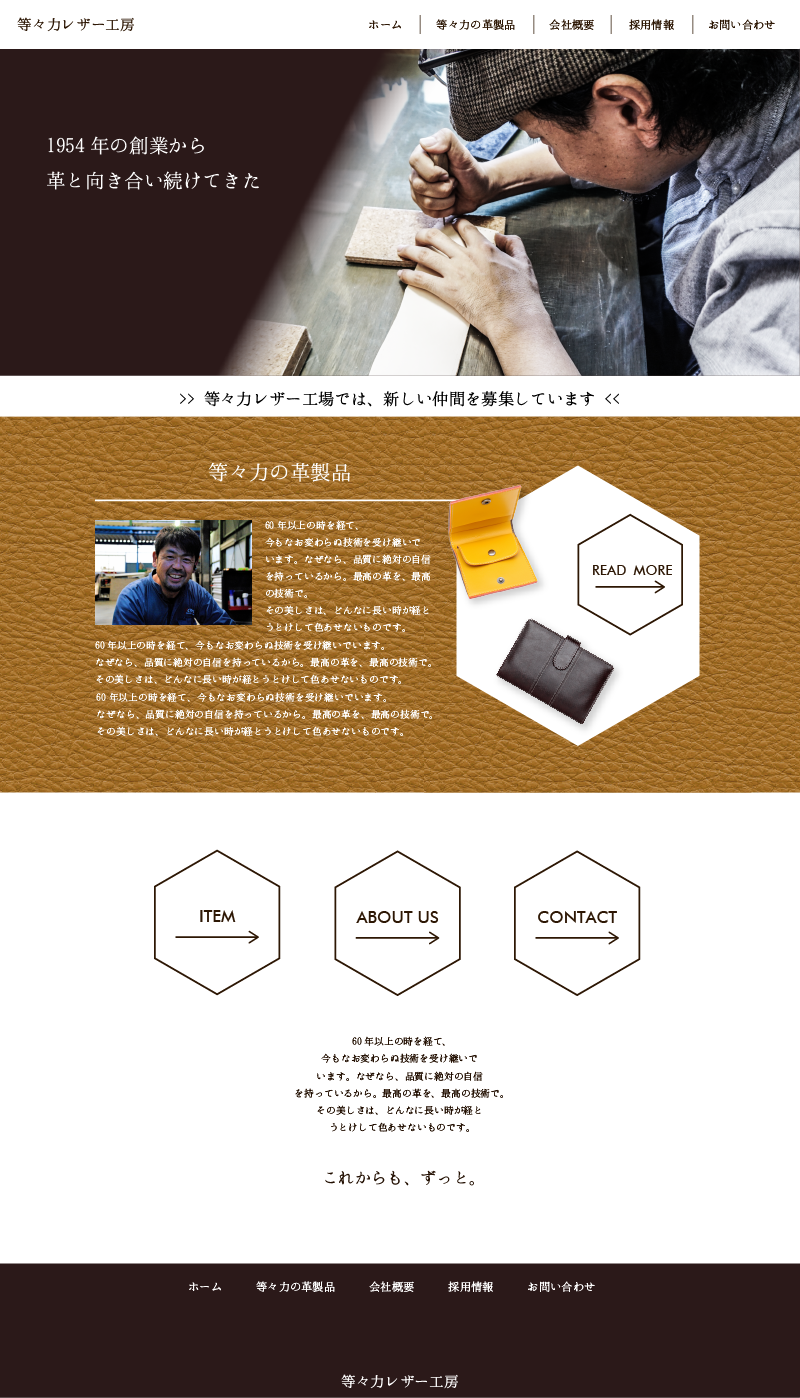 等々力レザー工房
ホーム
等々力の革製品
会社概要
採用情報
お問い合わせ
1954 年の創業から
革と向き合い続けてきた
>> 等々力レザー工場では、新しい仲間を募集しています <<
等々力の革製品
60 年以上の時を経て、
今もなお変わらぬ技術を受け継いで
います。なぜなら、品質に絶対の自信
を持っているから。最高の革を、最高
の技術で。
その美しさは、どんなに長い時が経と
うとけして色あせないものです。
60 年以上の時を経て、今もなお変わらぬ技術を受け継いでいます。
なぜなら、品質に絶対の自信を持っているから。最高の革を、最高の技術で。
その美しさは、どんなに長い時が経とうとけして色あせないものです。
60 年以上の時を経て、今もなお変わらぬ技術を受け継いでいます。
なぜなら、品質に絶対の自信を持っているから。最高の革を、最高の技術で。
その美しさは、どんなに長い時が経とうとけして色あせないものです。
READ MORE
ITEM
ABOUT US
CONTACT
60 年以上の時を経て、
今もなお変わらぬ技術を受け継いで
います。なぜなら、品質に絶対の自信
を持っているから。最高の革を、最高の技術で。
その美しさは、どんなに長い時が経と
うとけして色あせないものです。
これからも、ずっと。
ホーム
等々力の革製品
会社概要
採用情報
お問い合わせ
等々力レザー工房